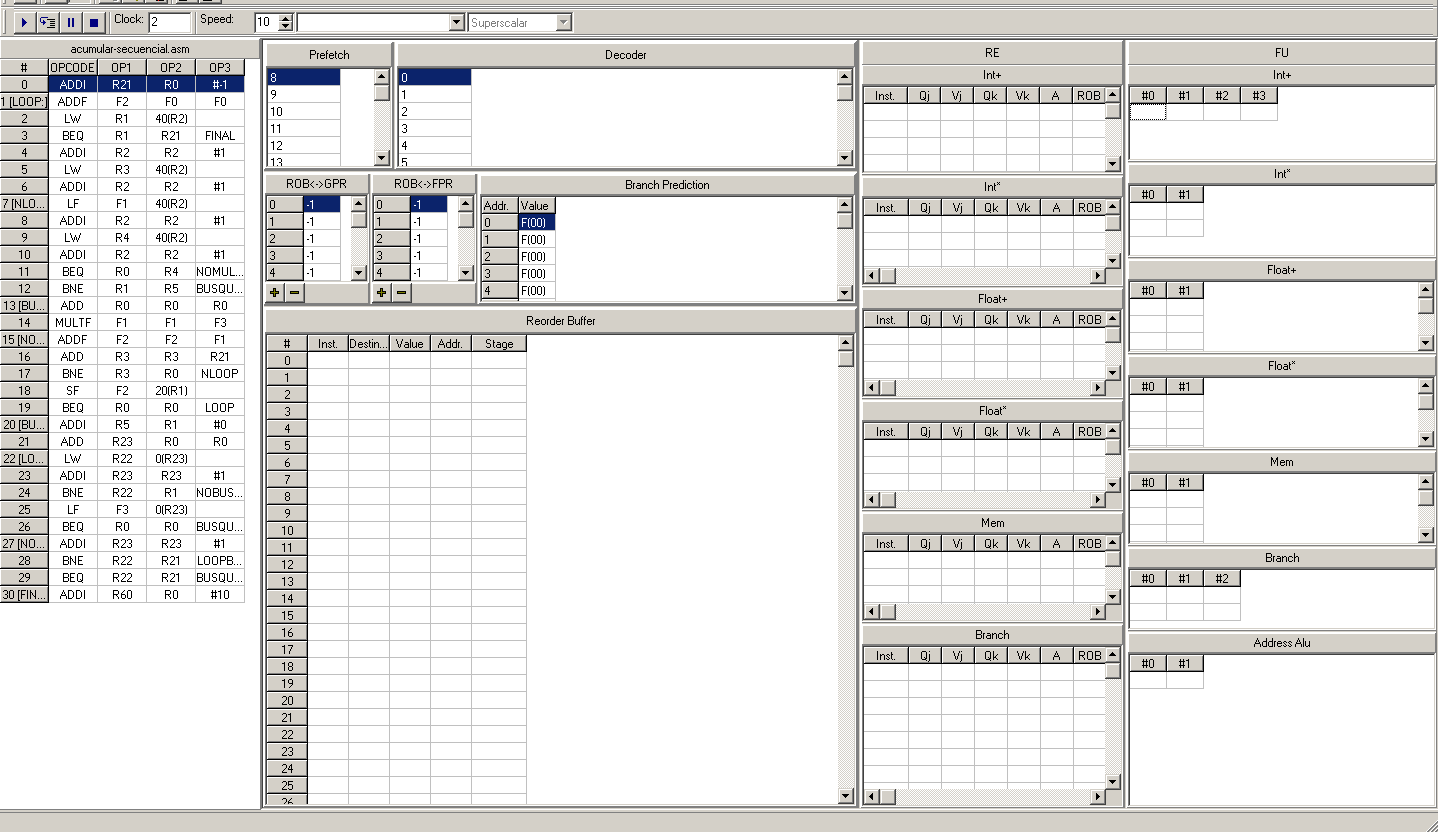 Clock: 2 Speed: 10 Superscalar
acumular-secuencial.asm
# OPCODE OP1 OP2 OP3
0 ADDI R21 R0 #-1
1 [LOOP:] ADDF F2 F0 F0
2 LW R1 40(R2)
3 BEQ R1 R21 FINAL
4 ADDI R2 R2 #1
5 LW R3 40(R2)
6 ADDI R2 R2 #1
7 [NLO... LF F1 40(R2)
8 ADDI R2 R2 #1
9 LW R4 40(R2)
10 ADDI R2 R2 #1
11 BEQ R0 R4 NOMUL...
12 BNE R1 R5 BUSQU...
13 [BU... ADD R0 R0 R0
14 MULTF F1 F1 F3
15 [NO... ADDF F2 F2 F1
16 ADD R3 R3 R21
17 BNE R3 R0 NLOOP
18 SF F2 20(R1)
19 BEQ R0 R0 LOOP
20 [BU... ADDI R5 R1 #0
21 ADD R23 R0 R0
22 [LO... LW R22 0(R23)
23 ADDI R23 R23 #1
24 BNE R22 R1 NOBUS...
25 LF F3 0(R23)
26 BEQ R0 R0 BUSQU...
27 [NO... ADDI R23 R23 #1
28 BNE R22 R21 LOOPB...
29 BEQ R22 R21 BUSQU...
30 [FIN... ADDI R60 R0 #10
Prefetch
8
9
10
11
12
13
Decoder
0
1
2
3
4
5
ROB<->GPR
0 -1
1 -1
2 -1
3 -1
4 -1
ROB<->FPR
0 -1
1 -1
2 -1
3 -1
4 -1
Branch Prediction
Addr. Value
0 F(00)
1 F(00)
2 F(00)
3 F(00)
4 F(00)
Reorder Buffer
# Inst. Destin... Value Addr. Stage
0
1
2
3
4
5
6
7
8
9
10
11
12
13
14
15
16
17
18
19
20
21
22
23
24
25
26
RE
Int+
Inst. Qj Vj Qk Vk A ROB
Int*
Inst. Qj Vj Qk Vk A ROB
Float+
Inst. Qj Vj Qk Vk A ROB
Float*
Inst. Qj Vj Qk Vk A ROB
Mem
Inst. Qj Vj Qk Vk A ROB
Branch
Inst. Qj Vj Qk Vk A ROB
FU
Int+
#0 #1 #2 #3
Int*
#0 #1
Float+
#0 #1
Float*
#0 #1
Mem
#0 #1
Branch
#0 #1 #2
Address Alu
#0 #1